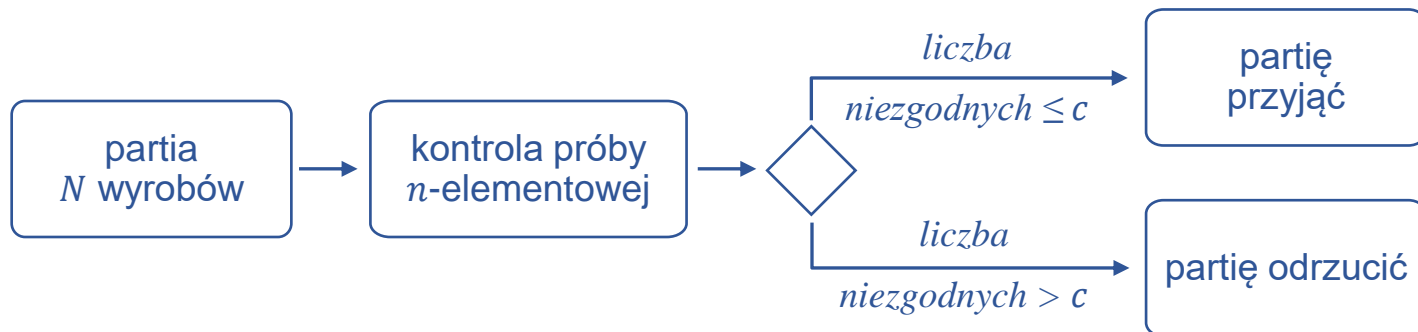 partia
N wyrobów
kontrola próby
n-elementowej
liczba
niezgodnych ≤ c
partię
przyjąć
liczba
niezgodnych > c
partię odrzucić